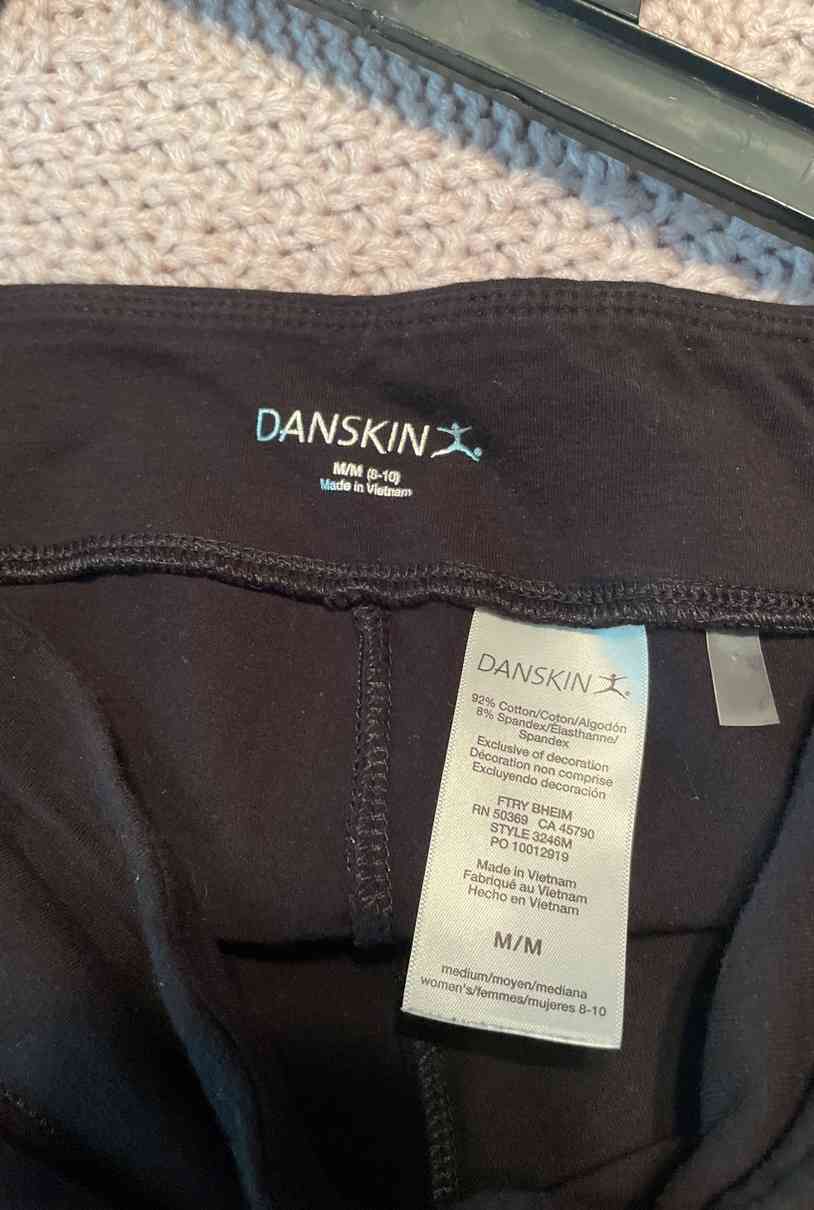 DANSKIN
M/M (8-10)
Made in Vietnam
DANSKIN®
92% Cotton/Coton/Algodón
8% Spandex/Élasthanne/
Spandex
Exclusive of decoration
Décoration non comprise
Excluyendo decoración
FTRY BHEIM
RN 50369 CA 45790
STYLE 3246M
PO 10012919
Made in Vietnam
Fabriqué au Vietnam
Hecho en Vietnam
M/M
medium/moyen/mediana
women's/femmes/mujeres 8-10